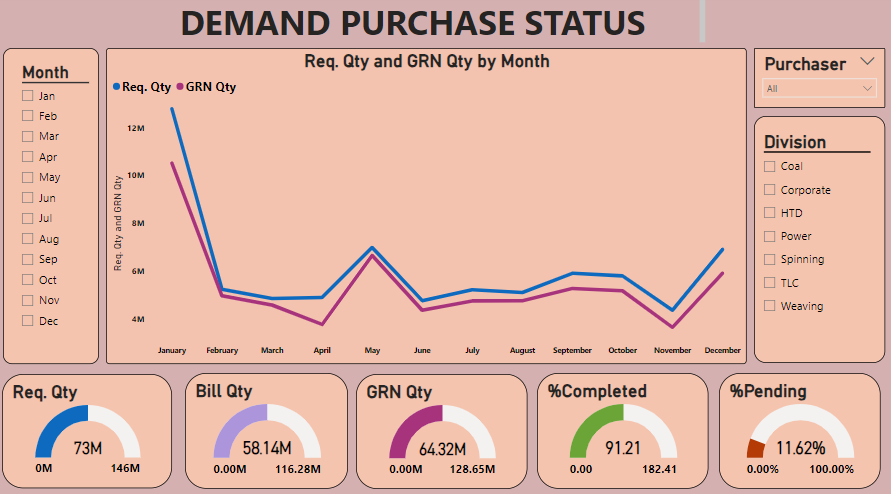 DEMAND PURCHASE STATUS
Month
Jan
Feb
Mar
Apr
May
Jun
Jul
Aug
Sep
Oct
Nov
Dec
Req. Qty and GRN Qty by Month
Req. Qty GRN Qty
Req. Qty and GRN Qty
12M
10M
8M
6M
4M
January February March April May June July August September October November December
Purchaser
All
Division
Coal
Corporate
HTD
Power
Spinning
TLC
Weaving
Req. Qty
73M
0M 146M
Bill Qty
58.14M
0.00M 116.28M
GRN Qty
64.32M
0.00M 128.65M
%Completed
91.21
0.00 182.41
%Pending
11.62%
0.00% 100.00%